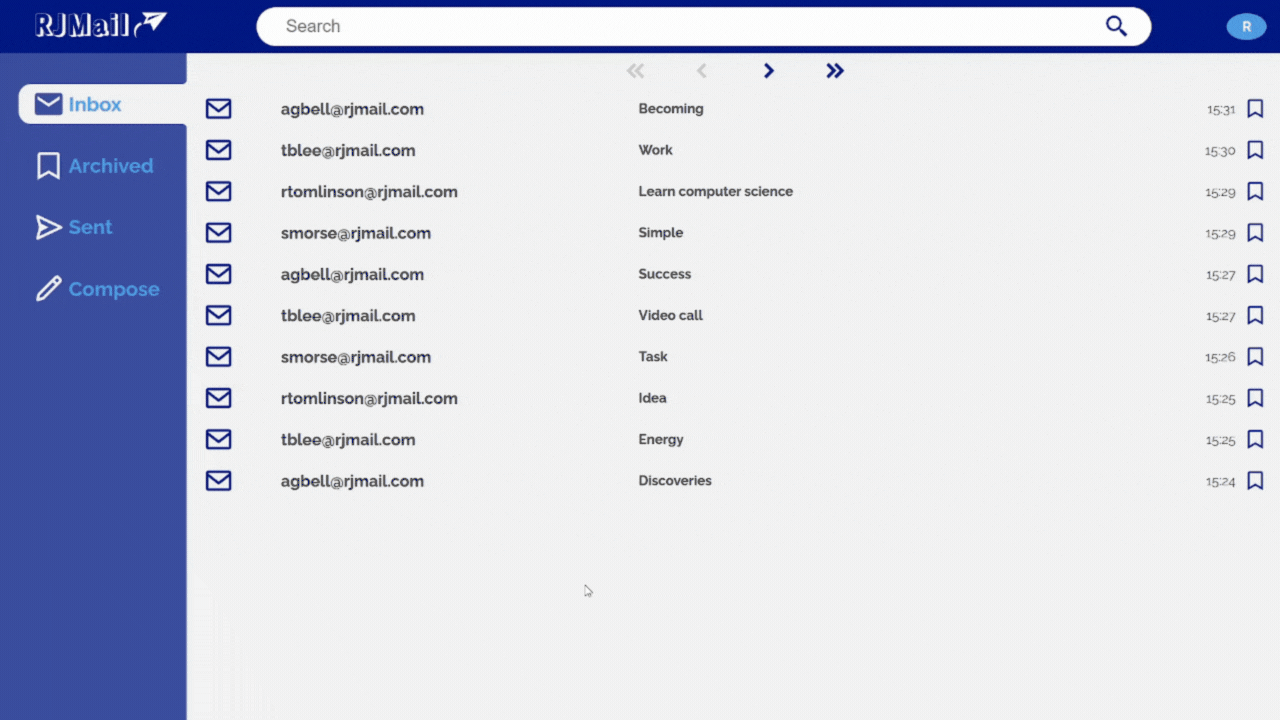 RJMail
Search
R
Inbox
Archived
Sent
Compose
agbell@rjmail.com Becoming 15:31
tblee@rjmail.com Work 15:30
rtomlinson@rjmail.com Learn computer science 15:29
smorse@rjmail.com Simple 15:29
agbell@rjmail.com Success 15:27
tblee@rjmail.com Video call 15:27
smorse@rjmail.com Task 15:26
rtomlinson@rjmail.com Idea 15:25
tblee@rjmail.com Energy 15:25
agbell@rjmail.com Discoveries 15:24